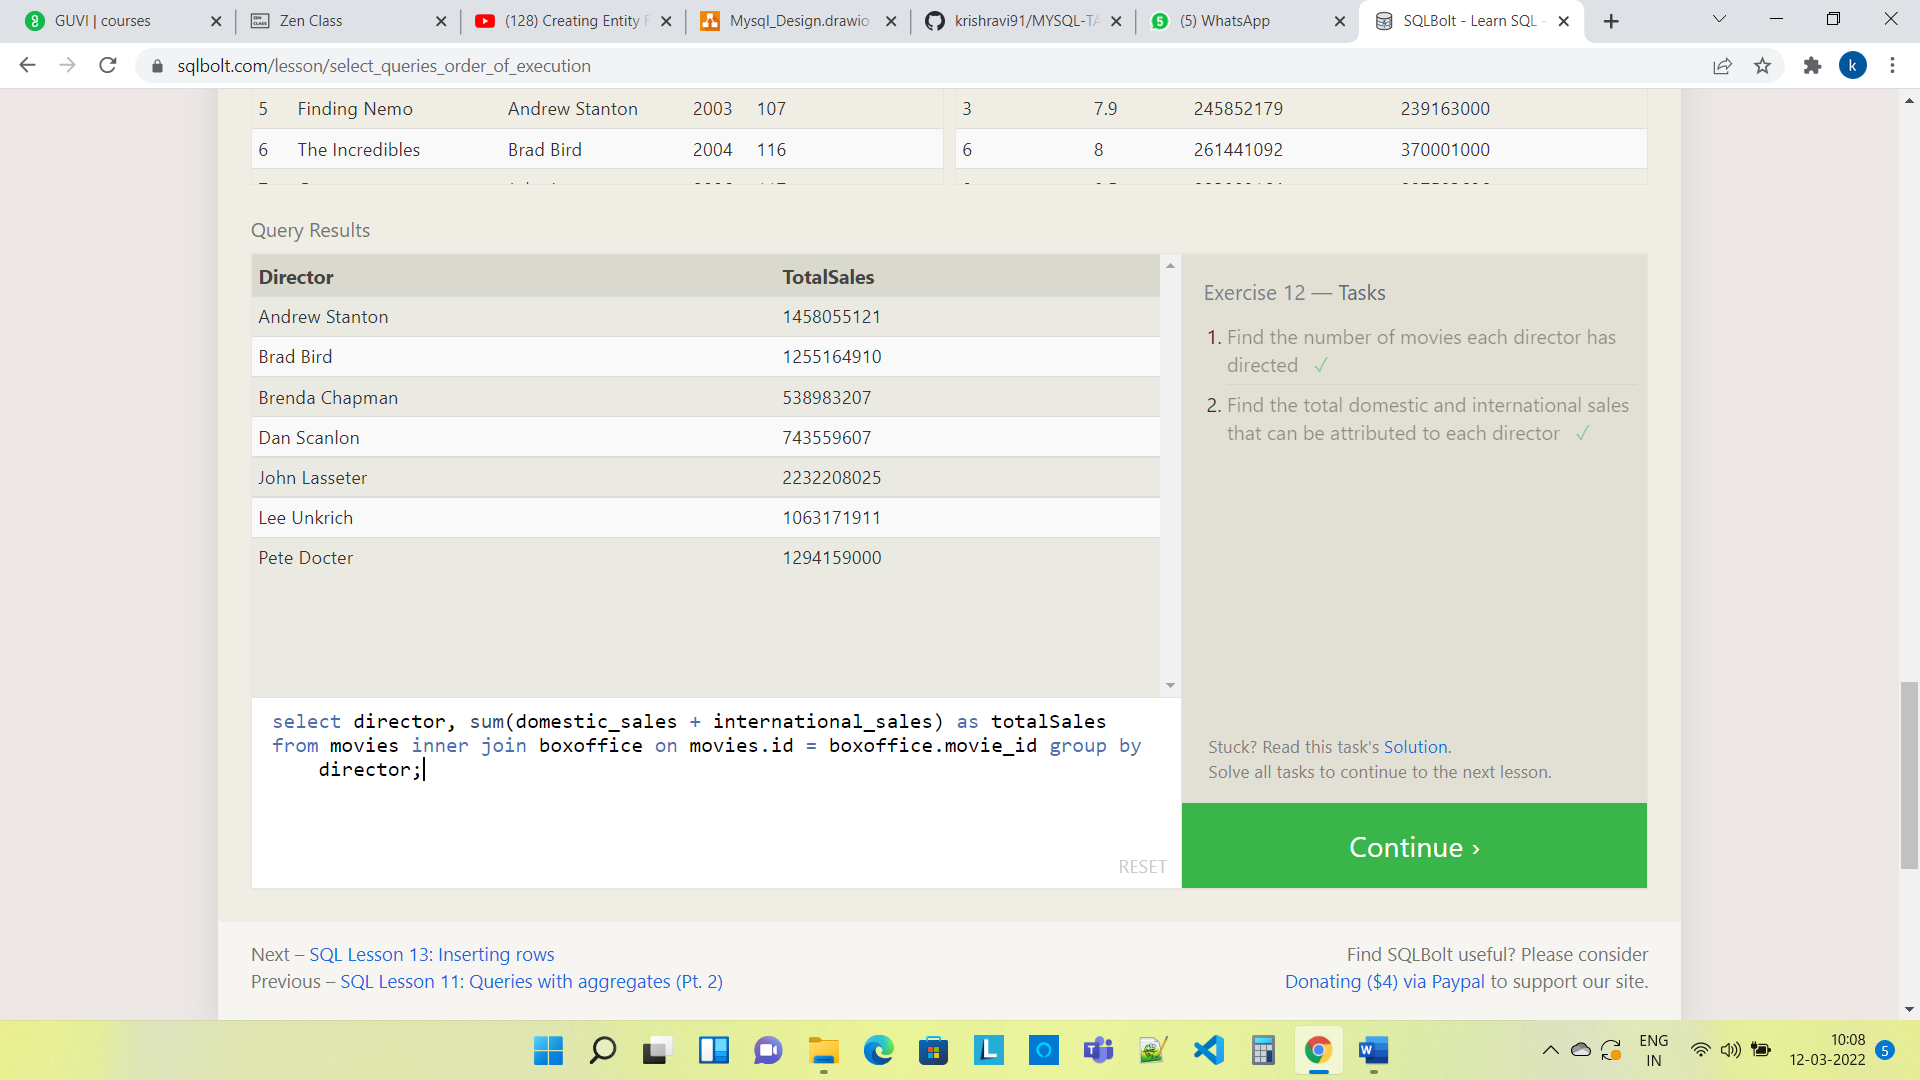 GUVI | courses
Zen Class
(128) Creating Entity R
Mysql_Design.drawio
krishravi91/MYSQL-TA
(5) WhatsApp
SQLBolt - Learn SQL -
sqlbolt.com/lesson/select_queries_order_of_execution
k
5 Finding Nemo Andrew Stanton 2003 107
3 7.9 245852179 239163000
6 The Incredibles Brad Bird 2004 116
6 8 261441092 370001000
Query Results
Director TotalSales
Andrew Stanton 1458055121
Brad Bird 1255164910
Brenda Chapman 538983207
Dan Scanlon 743559607
John Lasseter 2232208025
Lee Unkrich 1063171911
Pete Docter 1294159000
Exercise 12 — Tasks
1. Find the number of movies each director has
directed ✓
2. Find the total domestic and international sales
that can be attributed to each director ✓
select director, sum(domestic_sales + international_sales) as totalSales
from movies inner join boxoffice on movies.id = boxoffice.movie_id group by
director;
RESET
Stuck? Read this task's Solution.
Solve all tasks to continue to the next lesson.
Continue ›
Next – SQL Lesson 13: Inserting rows
Previous – SQL Lesson 11: Queries with aggregates (Pt. 2)
Find SQLBolt useful? Please consider
Donating ($4) via Paypal to support our site.
ENG
IN
10:08
12-03-2022
5